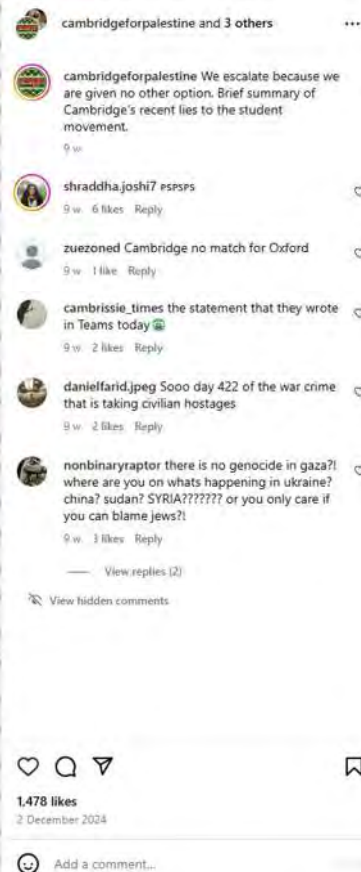 cambridgeforpalestine and 3 others
cambridgeforpalestine We escalate because we
are given no other option. Brief summary of
Cambridge's recent lies to the student
movement.
9 w
shraddha.joshi7 PSPSPS
9 w 6 likes Reply
zuezoned Cambridge no match for Oxford
9 w 1 like Reply
cambrissie_times the statement that they wrote
in Teams today
9 w 2 likes Reply
danielfarid.jpeg Sooo day 422 of the war crime
that is taking civilian hostages
9 w 2 likes Reply
nonbinaryraptor there is no genocide in gaza?!
where are you on whats happening in ukraine?
china? sudan? SYRIA??????? or you only care if
you can blame jews?!
9 w 3 likes Reply
View replies (2)
View hidden comments
1,478 likes
2 December 2024
Add a comment...